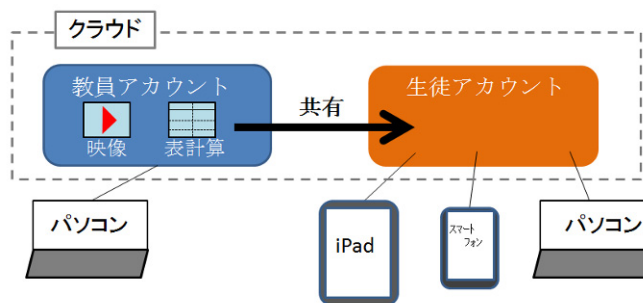 クラウド
教員アカウント
映像
表計算
共有
生徒アカウント
パソコン
iPad
スマート
フォン
パソコン